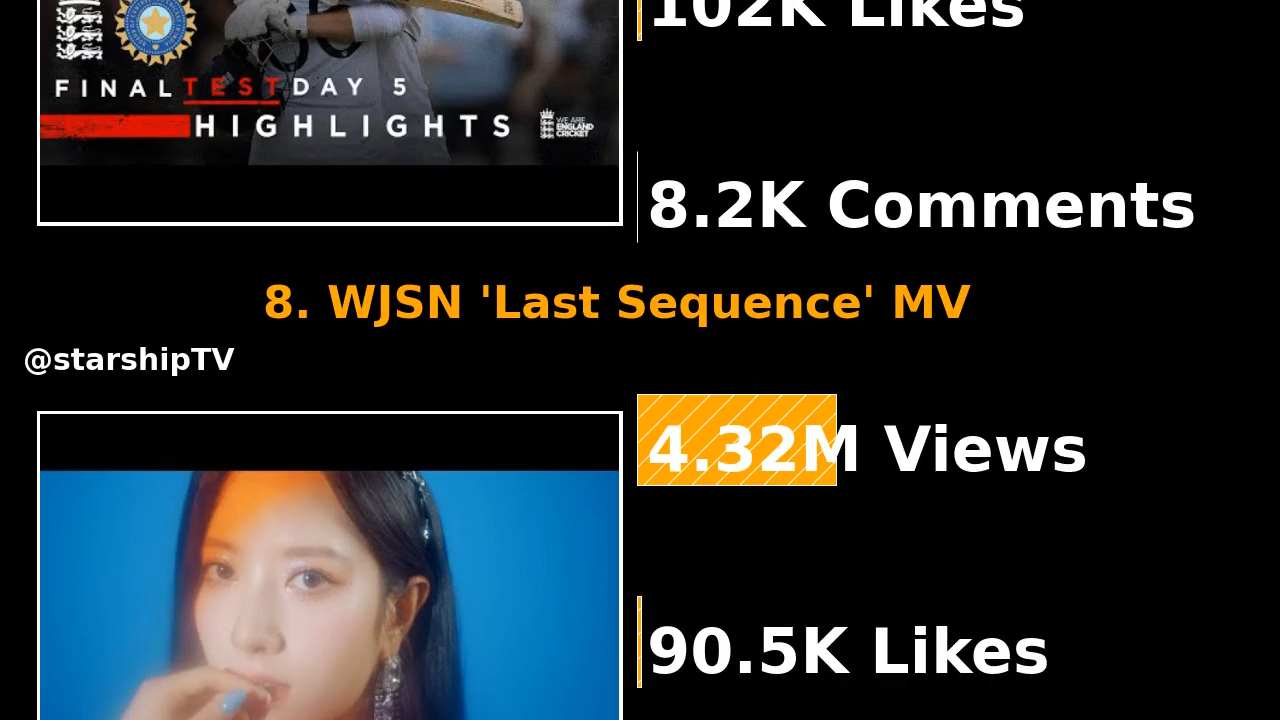 102K Likes
FINAL TEST DAY 5
HIGHLIGHTS
WE ARE
ENGLAND
CRICKET
8.2K Comments
8. WJSN 'Last Sequence' MV
@starshipTV
4.32M Views
90.5K Likes